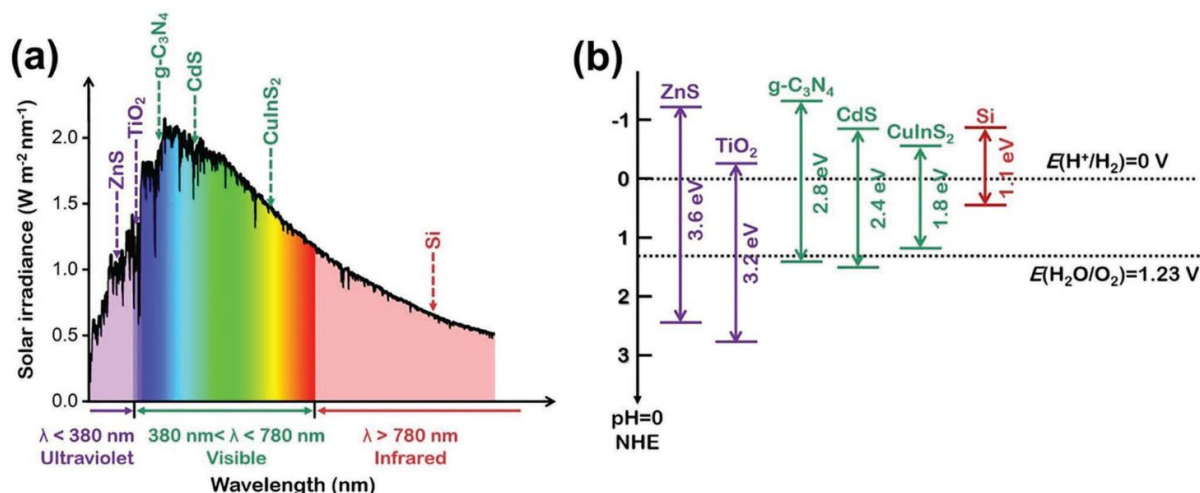 (a)
g-C₃N₄
CdS
TiO₂
ZnS
CuInS₂
Si
Solar irradiance (W m⁻² nm⁻¹)
2.0
1.5
1.0
0.5
0.0
λ < 380 nm
Ultraviolet
380 nm< λ < 780 nm
Visible
λ > 780 nm
Infrared
Wavelength (nm)
(b)
ZnS
TiO₂
g-C₃N₄
CdS
CuInS₂
Si
-1
0
1
2
3
3.6 eV
3.2 eV
2.8 eV
2.4 eV
1.8 eV
1.1 eV
E(H⁺/H₂)=0 V
E(H₂O/O₂)=1.23 V
pH=0
NHE